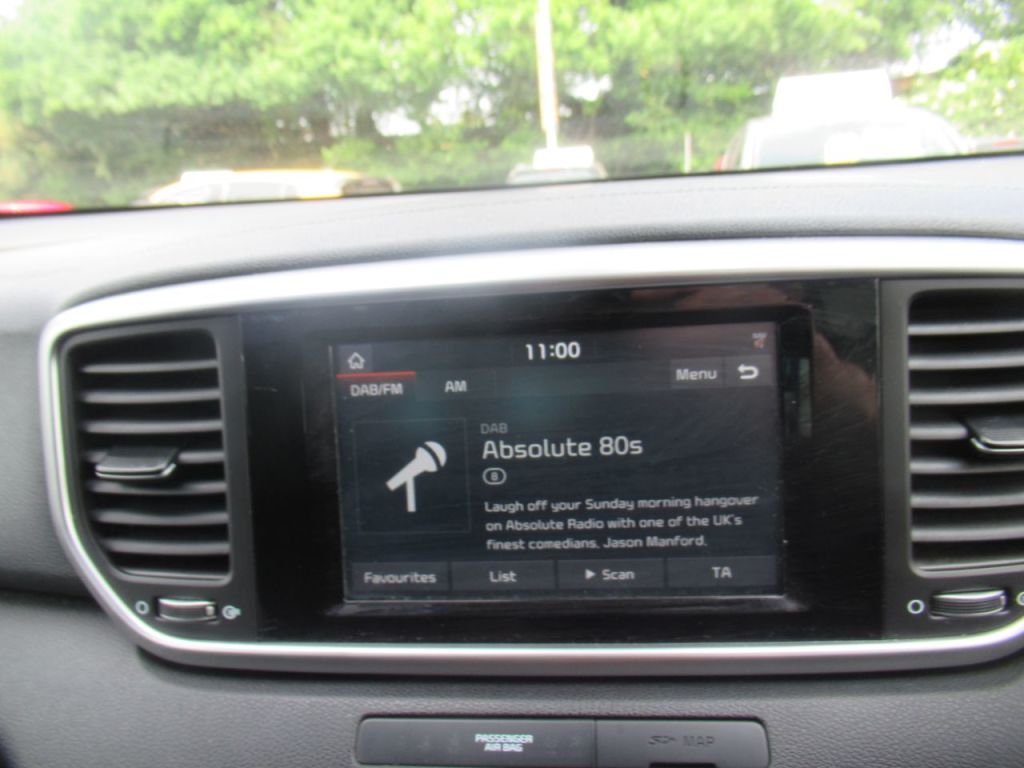 11:00
DAB/FM
AM
Menu
DAB
Absolute 80s
8
Laugh off your Sunday morning hangover
on Absolute Radio with one of the UK's
finest comedians, Jason Manford.
Favourites
List
Scan
TA
PASSENGER
AIR BAG
MAP